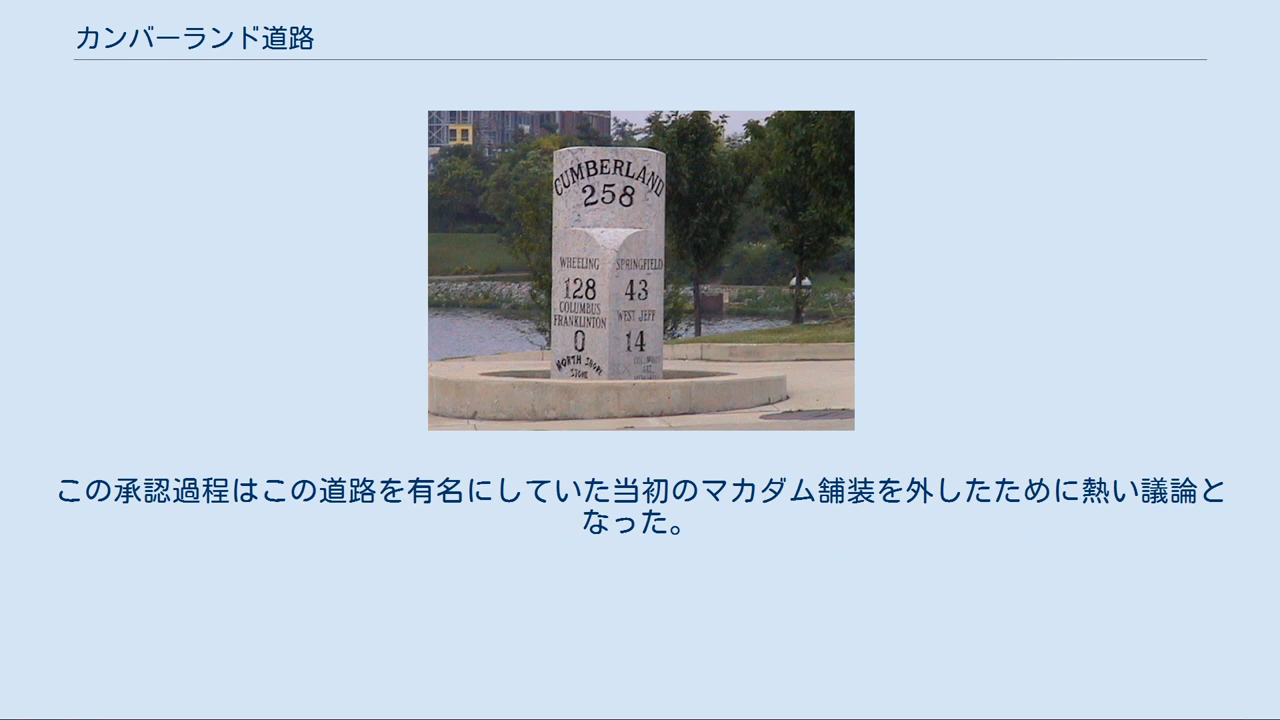 カンバーランド道路
CUMBERLAND
258
WHEELING
128
COLUMBUS
FRANKLINTON
0
NORTH SHORE
STONE
SPRINGFIELD
43
WEST JEFF
14
この承認過程はこの道路を有名にしていた当初のマカダム舗装を外したために熱い議論と
なった。